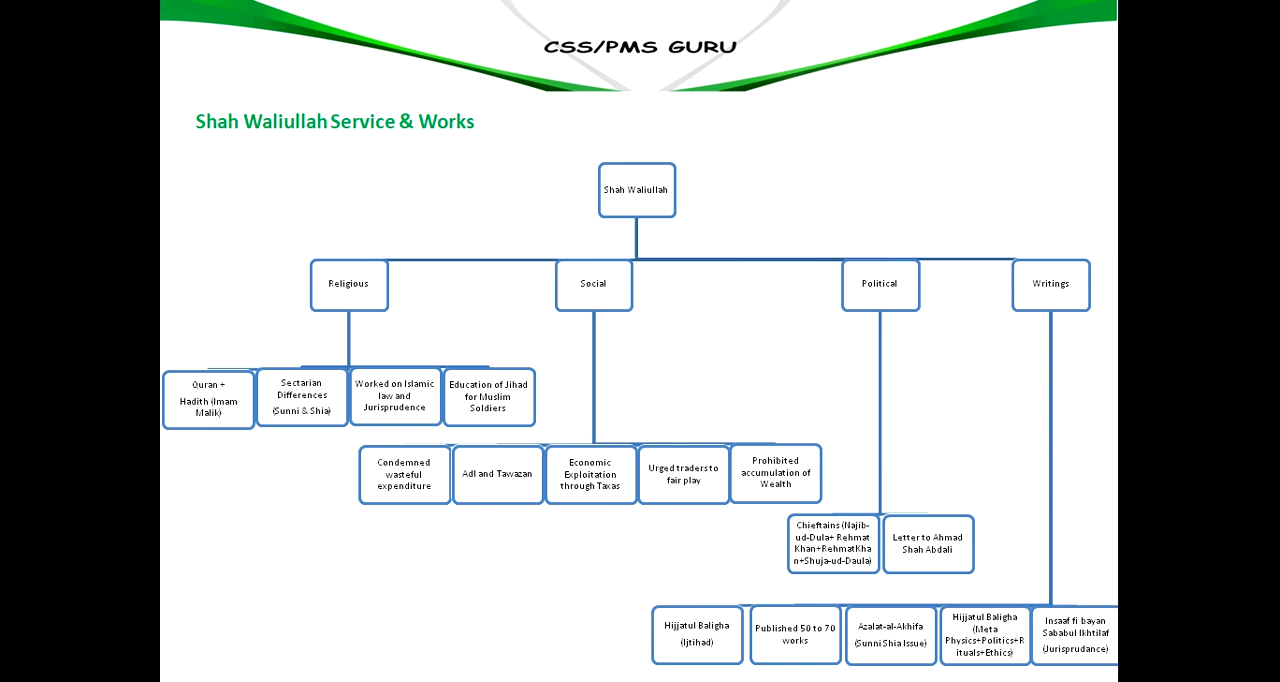 CSS/PMS GURU
Shah Waliullah Service & Works
Shah Waliullah
Religious
Social
Political
Writings
Quran +
Hadith (Imam
Malik)
Sectarian
Differences
(Sunni & Shia)
Worked on Islamic
law and
Jurisprudence
Education of Jihad
for Muslim
Soldiers
Condemned
wasteful
expenditure
Adl and Tawazan
Economic
Exploitation
through Taxas
Urged traders to
fair play
Prohibited
accumulation of
Wealth
Chieftains (Najib-
ud-Dula+ Rehmat
Khan+RehmatKha
n+Shuja-ud-Daula)
Letter to Ahmad
Shah Abdali
Hijjatul Baligha
(Ijtihad)
Published 50 to 70
works
Azalat-al-Akhifa
(Sunni Shia Issue)
Hijjatul Baligha
(Meta
Physics+Politics+R
ituals+Ethics)
Insaaf fi bayan
Sababul Ikhtilaf
(Jurisprudance)